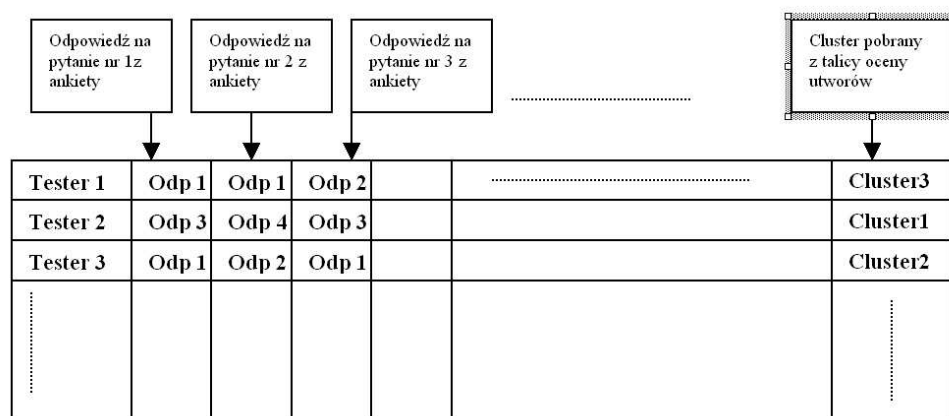 Odpowiedź na
pytanie nr 1z
ankiety
Odpowiedź na
pytanie nr 2 z
ankiety
Odpowiedź na
pytanie nr 3 z
ankiety
Cluster pobrany
z talicy oceny
utworów
Tester 1 Odp 1 Odp 1 Odp 2 Cluster3
Tester 2 Odp 3 Odp 4 Odp 3 Cluster1
Tester 3 Odp 1 Odp 2 Odp 1 Cluster2